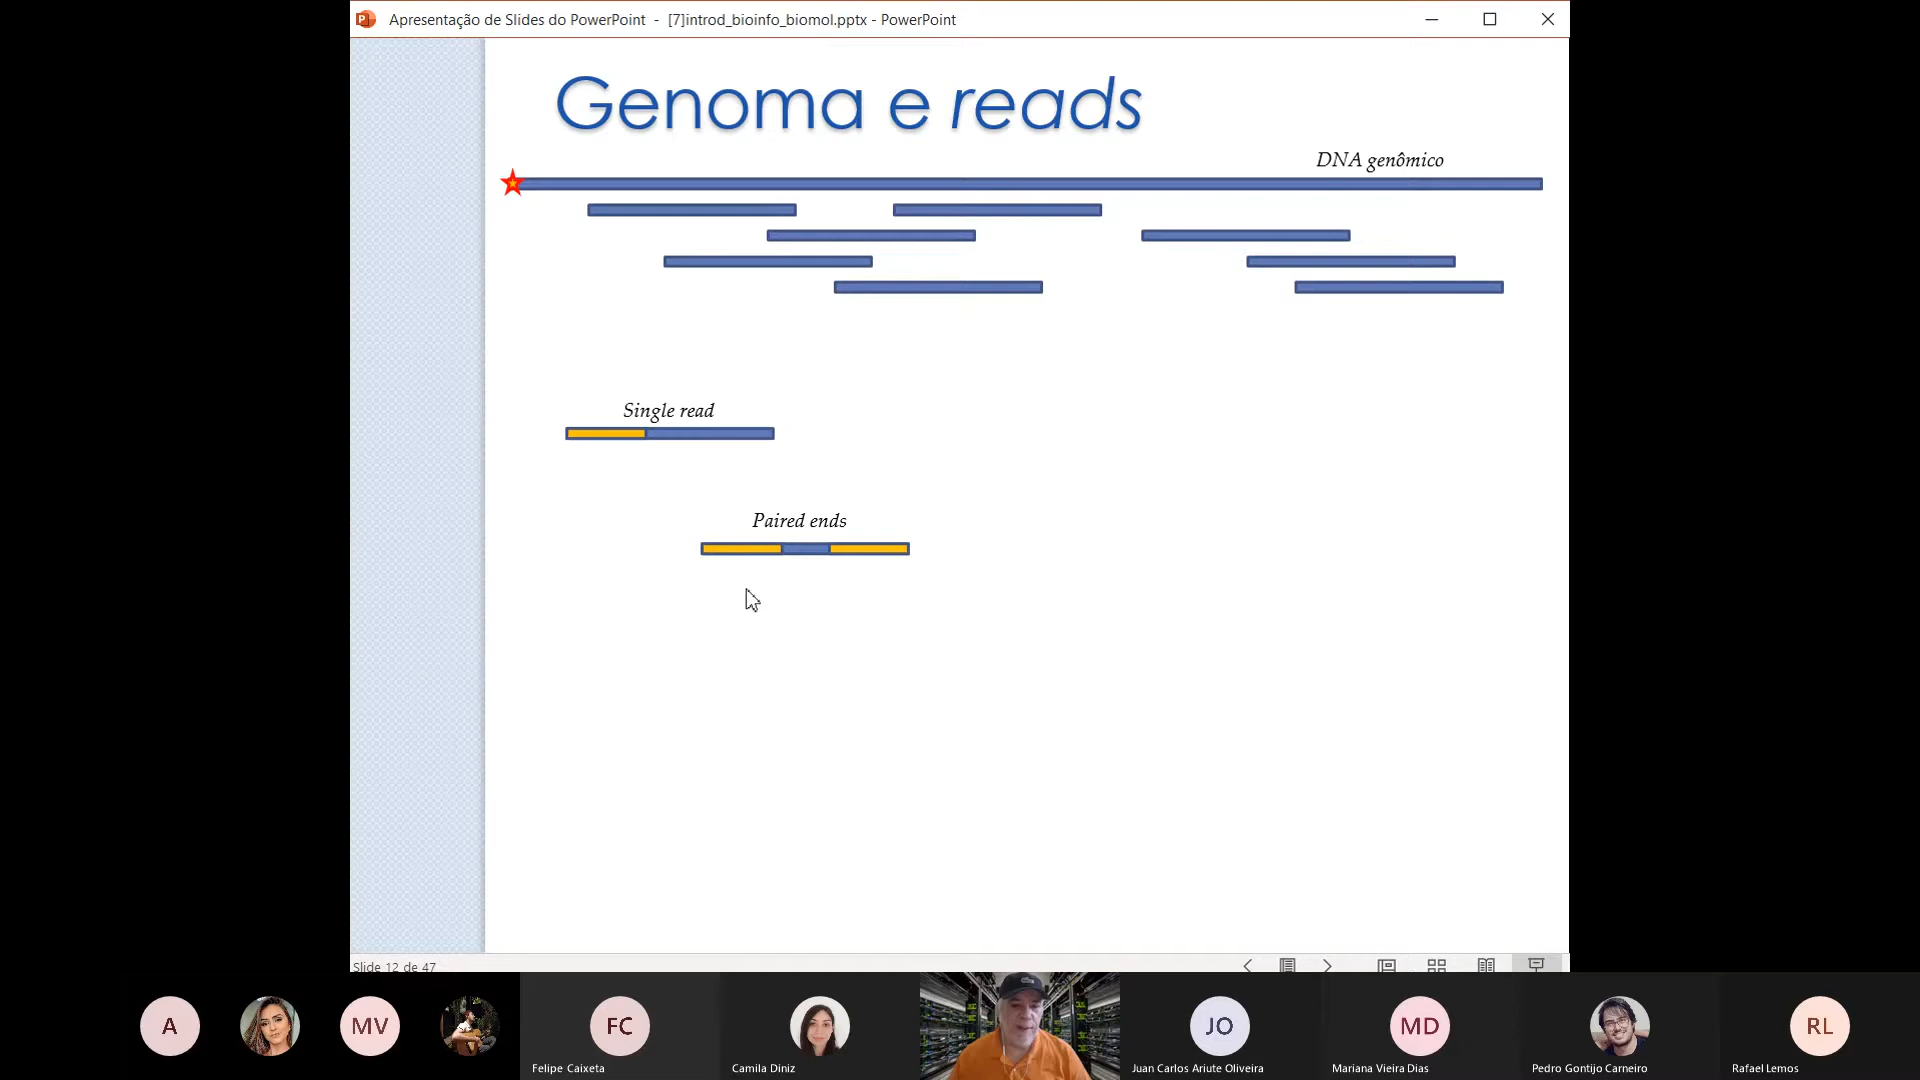 Apresentação de Slides do PowerPoint - [7]introd_bioinfo_biomol.pptx - PowerPoint
Genoma e reads
DNA genômico
Single read
Paired ends
Slide 12 de 47
A
MV
FC
JO
MD
RL
Felipe Caixeta
Camila Diniz
Juan Carlos Ariute Oliveira
Mariana Vieira Dias
Pedro Gontijo Carneiro
Rafael Lemos